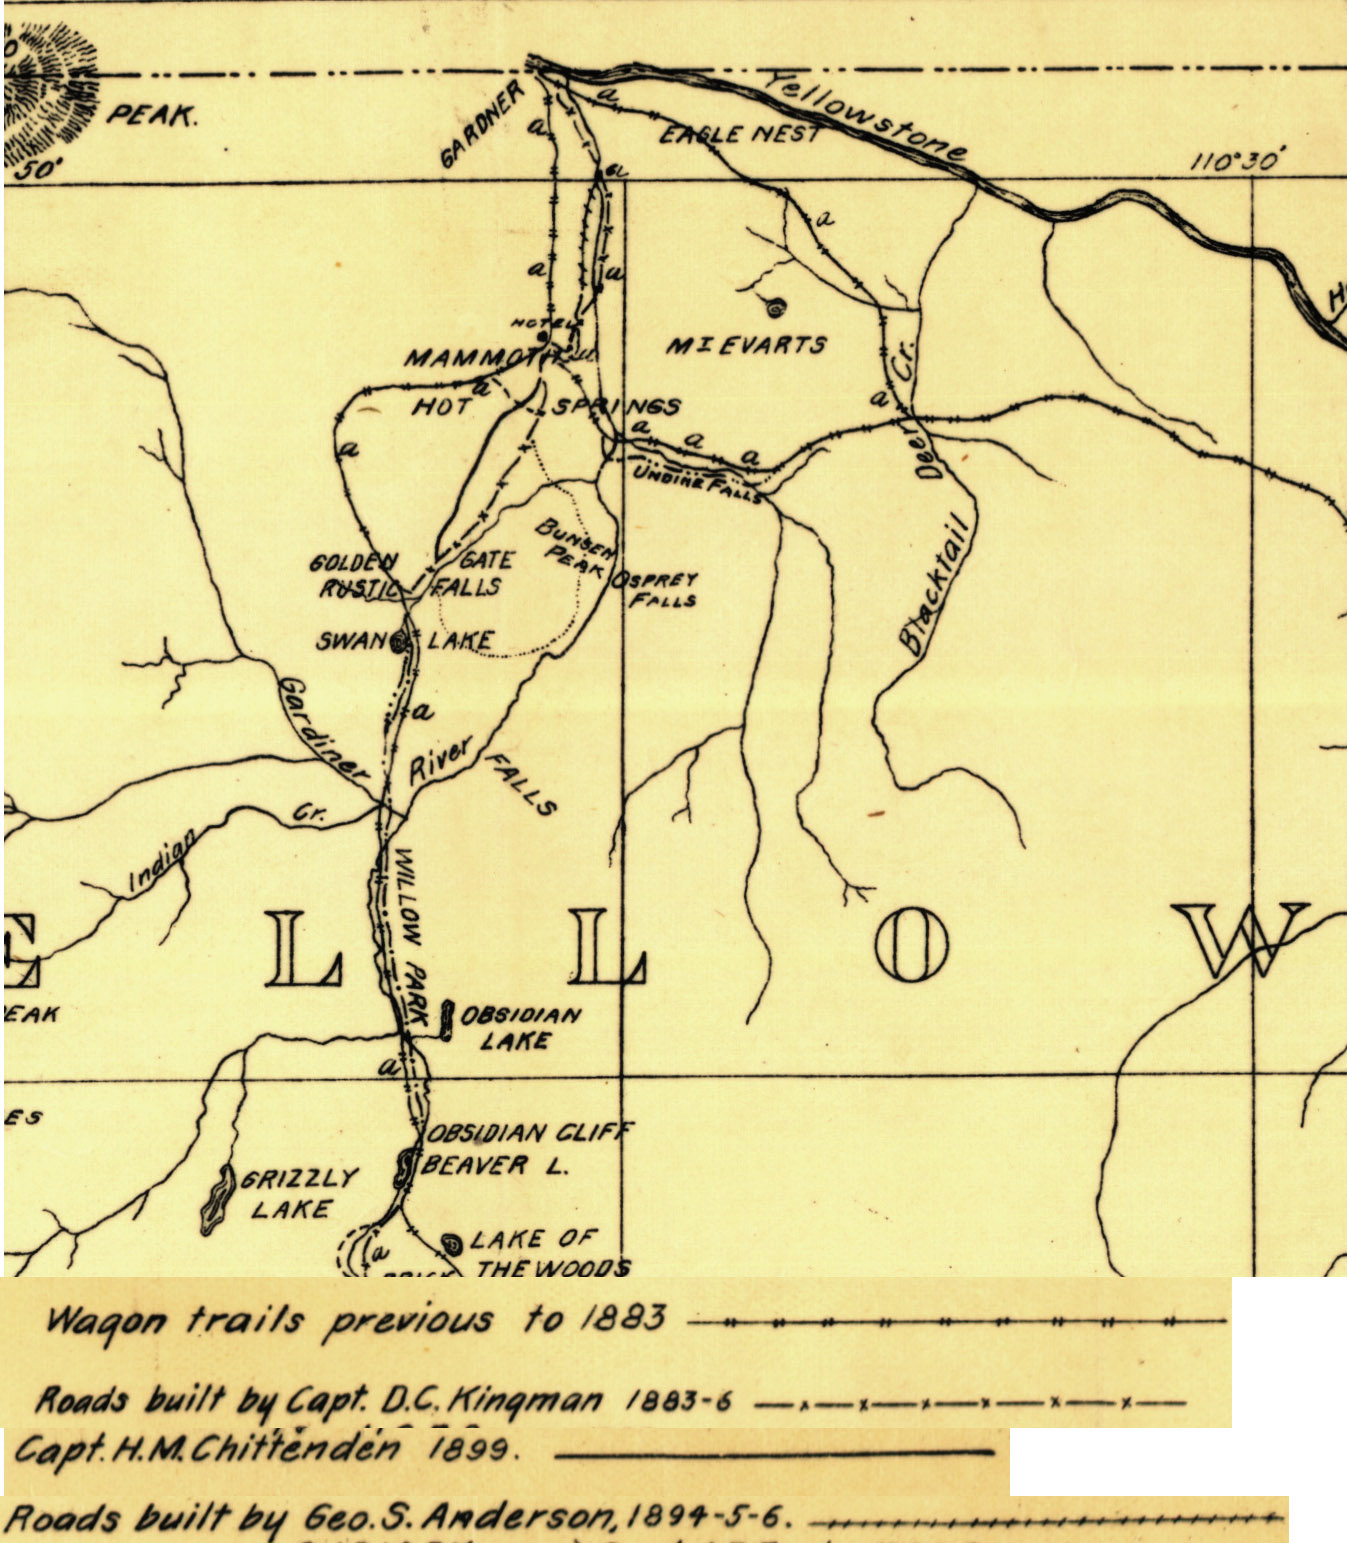 PEAK.
50'
GARDNER
a
a
EAGLE NEST
Yellowstone
110°30'
a
a
a
a
HOTEL
MAMMOTH
a
HOT
SPRINGS
a
MT EVARTS
Cr.
a
Deer
Blacktail
a
a
a
a
UNDINE FALLS
BUNSEN
PEAK
OSPREY
FALLS
GOLDEN GATE
RUSTIC FALLS
SWAN LAKE
a
Gardiner
River
FALLS
Indian
Cr.
WILLOW PARK
E L L O W
EAK
OBSIDIAN
LAKE
a
ES
OBSIDIAN CLIFF
BEAVER L.
GRIZZLY
LAKE
a
LAKE OF
THE WOODS
Wagon trails previous to 1883
Roads built by Capt. D.C. Kingman 1883-6
Capt. H.M. Chittenden 1899.
Roads built by Geo. S. Anderson, 1894-5-6.